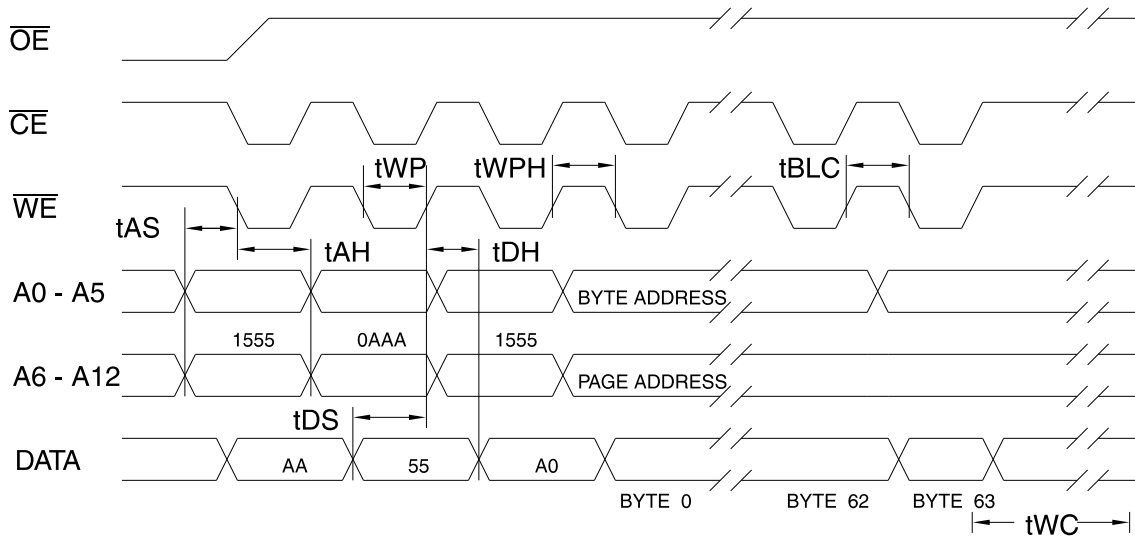 OE
CE
tWP tWPH tBLC
WE
tAS
tAH tDH
A0 - A5 BYTE ADDRESS
1555 0AAA 1555
A6 - A12 PAGE ADDRESS
tDS
DATA AA 55 A0
BYTE 0 BYTE 62 BYTE 63
tWC